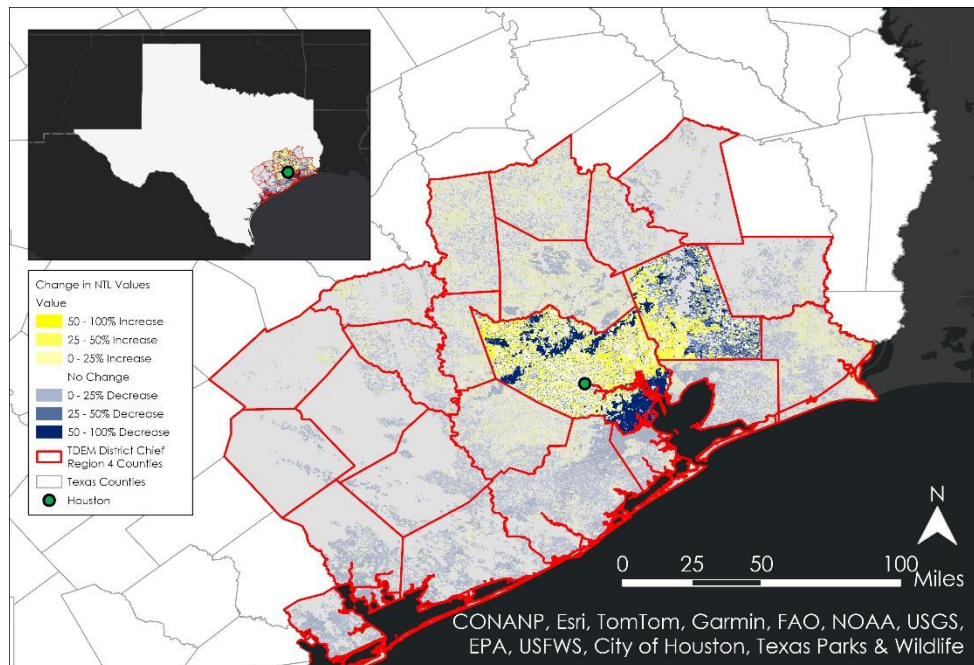 Change in NTL Values
Value
50 - 100% Increase
25 - 50% Increase
0 - 25% Increase
No Change
0 - 25% Decrease
25 - 50% Decrease
50 - 100% Decrease
TDEM District Chief
Region 4 Counties
Texas Counties
Houston
N
0 25 50 100
Miles
CONANP, Esri, TomTom, Garmin, FAO, NOAA, USGS,
EPA, USFWS, City of Houston, Texas Parks & Wildlife